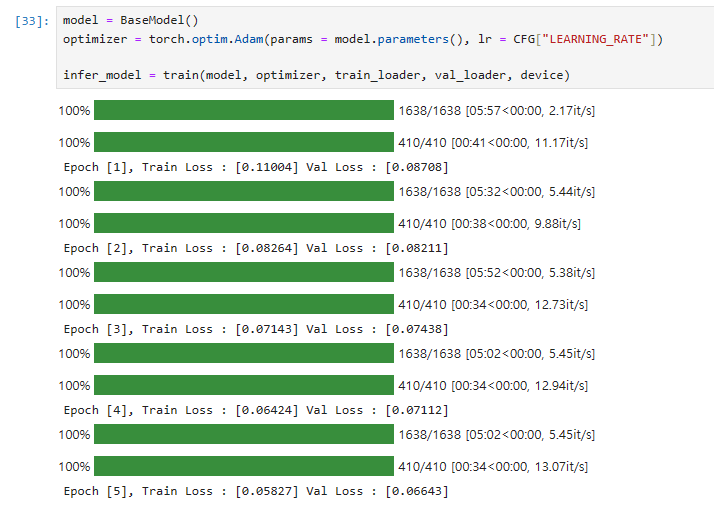 [33]: model = BaseModel()
optimizer = torch.optim.Adam(params = model.parameters(), lr = CFG["LEARNING_RATE"])
infer_model = train(model, optimizer, train_loader, val_loader, device)
100% 1638/1638 [05:57<00:00, 2.17it/s]
100% 410/410 [00:41<00:00, 11.17it/s]
Epoch [1], Train Loss : [0.11004] Val Loss : [0.08708]
100% 1638/1638 [05:32<00:00, 5.44it/s]
100% 410/410 [00:38<00:00, 9.88it/s]
Epoch [2], Train Loss : [0.08264] Val Loss : [0.08211]
100% 1638/1638 [05:52<00:00, 5.38it/s]
100% 410/410 [00:34<00:00, 12.73it/s]
Epoch [3], Train Loss : [0.07143] Val Loss : [0.07438]
100% 1638/1638 [05:02<00:00, 5.45it/s]
100% 410/410 [00:34<00:00, 12.94it/s]
Epoch [4], Train Loss : [0.06424] Val Loss : [0.07112]
100% 1638/1638 [05:02<00:00, 5.45it/s]
100% 410/410 [00:34<00:00, 13.07it/s]
Epoch [5], Train Loss : [0.05827] Val Loss : [0.06643]